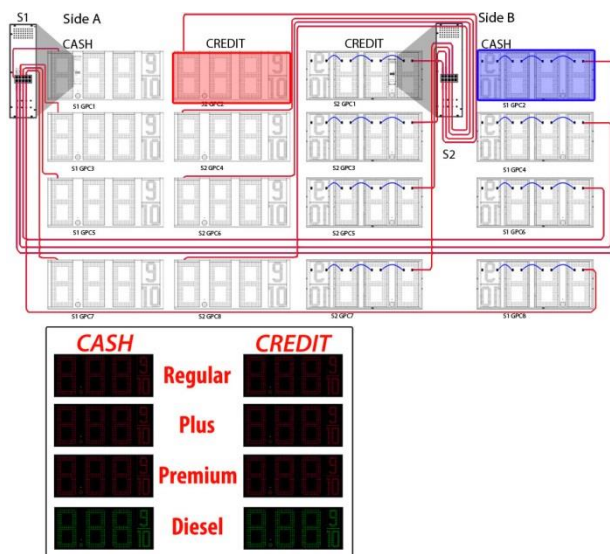 S1 Side A Side B
CASH CREDIT CREDIT CASH
S1 GPC1 S2 GPC2 S2 GPC1 S1 GPC2
S2
S1 GPC3 S2 GPC4 S2 GPC3 S1 GPC4
S1 GPC5 S2 GPC6 S2 GPC5 S1 GPC6
S1 GPC7 S2 GPC8 S2 GPC7 S1 GPC8
CASH CREDIT
Regular
Plus
Premium
Diesel